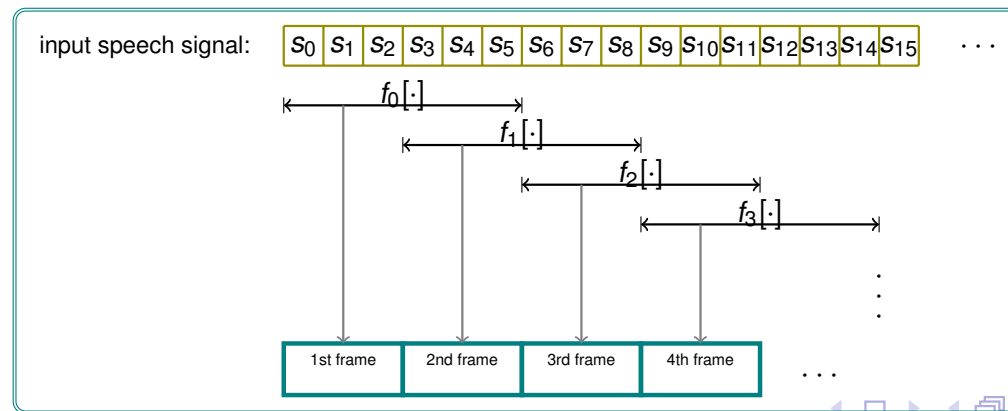 input speech signal: s₀ s₁ s₂ s₃ s₄ s₅ s₆ s₇ s₈ s₉ s₁₀ s₁₁ s₁₂ s₁₃ s₁₄ s₁₅ · · ·
f₀[·]
f₁[·]
f₂[·]
f₃[·]
1st frame 2nd frame 3rd frame 4th frame · · ·